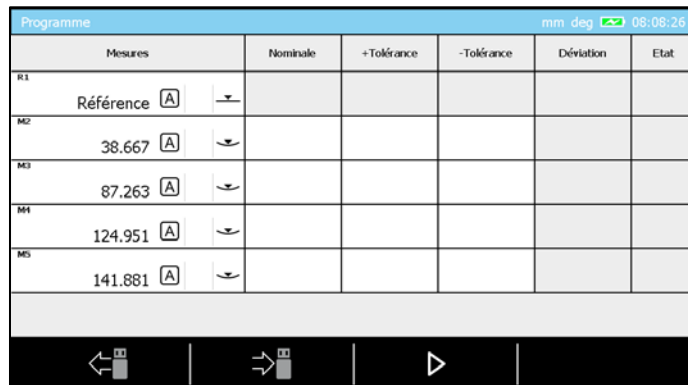 Programme mm deg 08:08:26
Mesures Nominale +Tolérance -Tolérance Déviation Etat
R1
Référence A
M2
38.667 A
M3
87.263 A
M4
124.951 A
M5
141.881 A